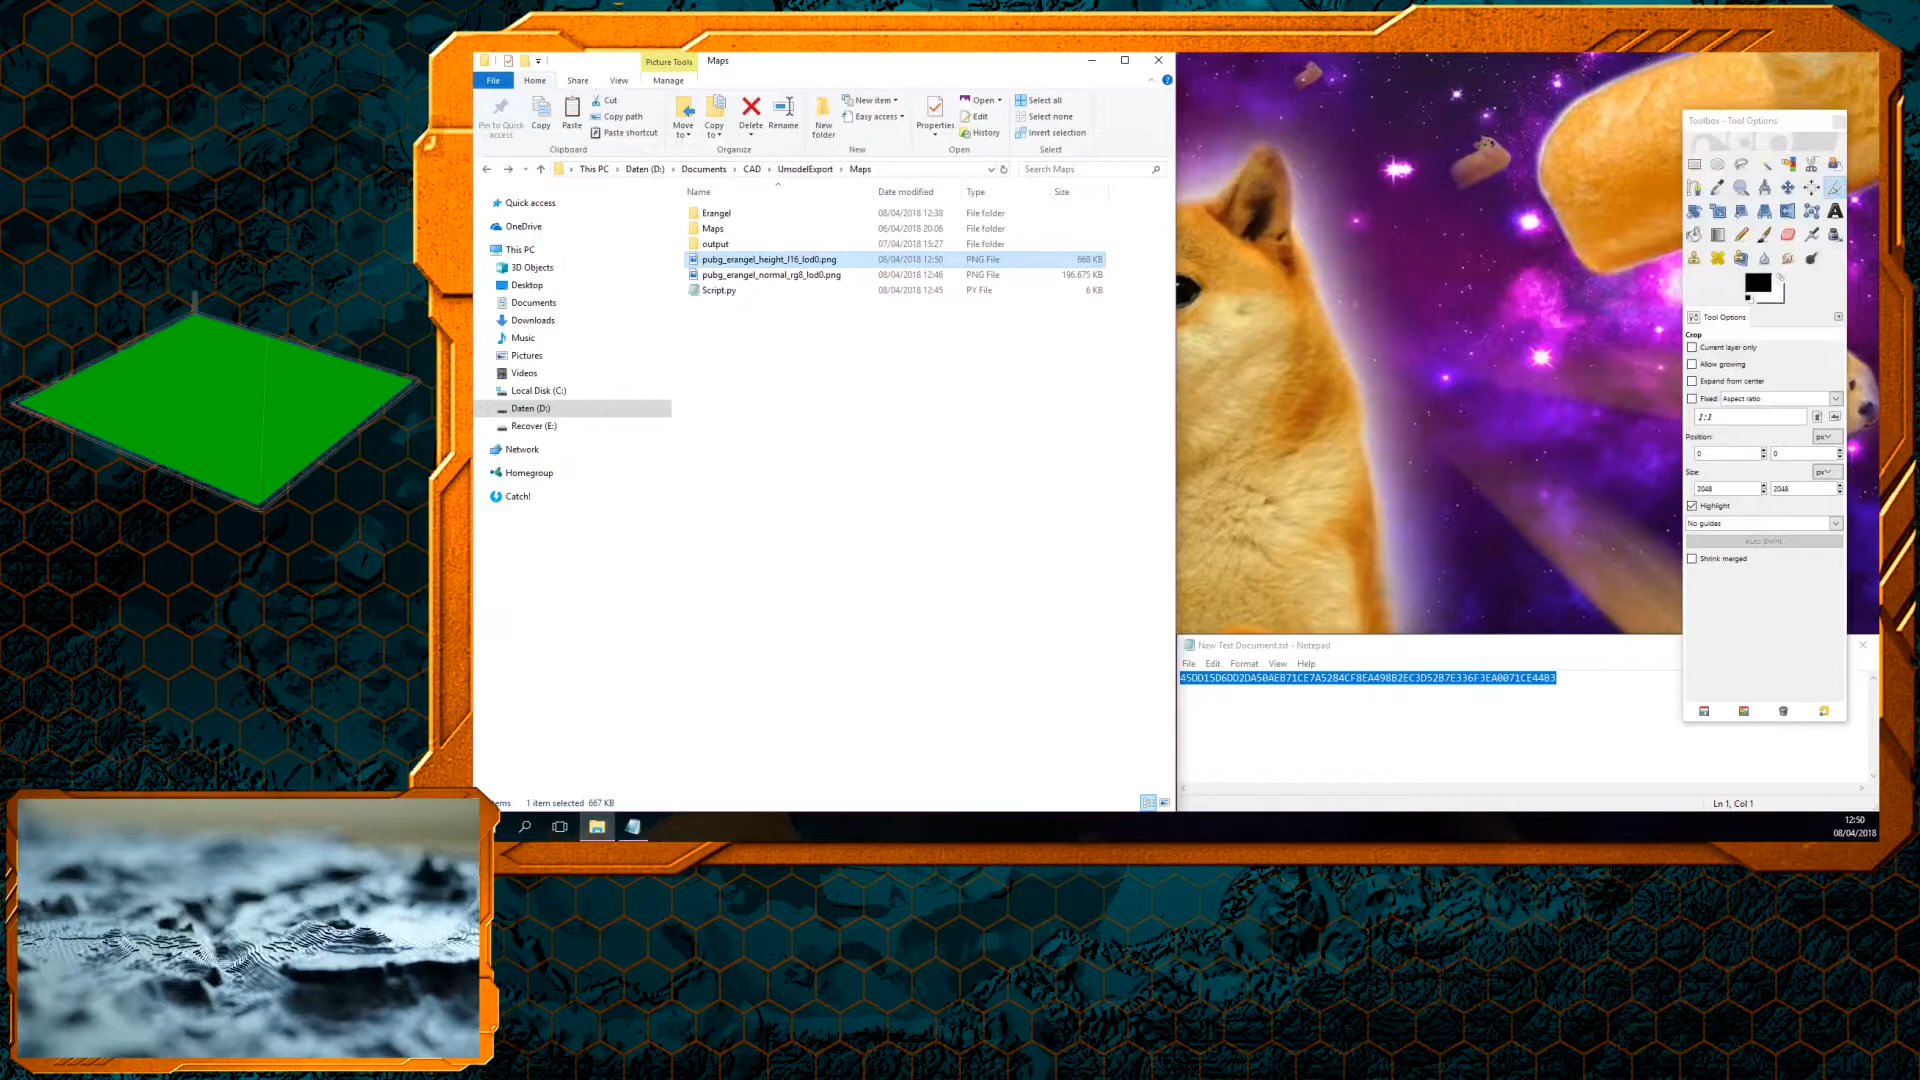 Picture Tools Maps
File Home Share View Manage
Pin to Quick access
Copy
Paste
Cut
Copy path
Paste shortcut
Clipboard
Move to
Copy to
Delete
Rename
Organize
New folder
New item
Easy access
New
Properties
Open
Edit
History
Open
Select all
Select none
Invert selection
Select
This PC Daten (D:) Documents CAD UmodelExport Maps
Search Maps
Name Date modified Type Size
Erangel 08/04/2018 12:38 File folder
Maps 06/04/2018 20:06 File folder
output 07/04/2018 15:27 File folder
pubg_erangel_height_l16_lod0.png 08/04/2018 12:50 PNG File 668 KB
pubg_erangel_normal_rg8_lod0.png 08/04/2018 12:46 PNG File 196.675 KB
Script.py 08/04/2018 12:45 PY File 6 KB
Quick access
OneDrive
This PC
3D Objects
Desktop
Documents
Downloads
Music
Pictures
Videos
Local Disk (C:)
Daten (D:)
Recover (E:)
Network
Homegroup
Catch!
1 item selected 667 KB
Toolbox - Tool Options
Tool Options
Crop
Current layer only
Allow growing
Expand from center
Fixed: Aspect ratio
1:1
Position: px
0 0
Size: px
2048 2048
Highlight
No guides
Auto Shrink
Shrink merged
New Text Document.txt - Notepad
File Edit Format View Help
45DD15D6DD2DA50AEB71CE7A5284CF8EA498B2EC3D52B7E336F3EA0071CE44B3
Ln 1, Col 1
12:50
08/04/2018